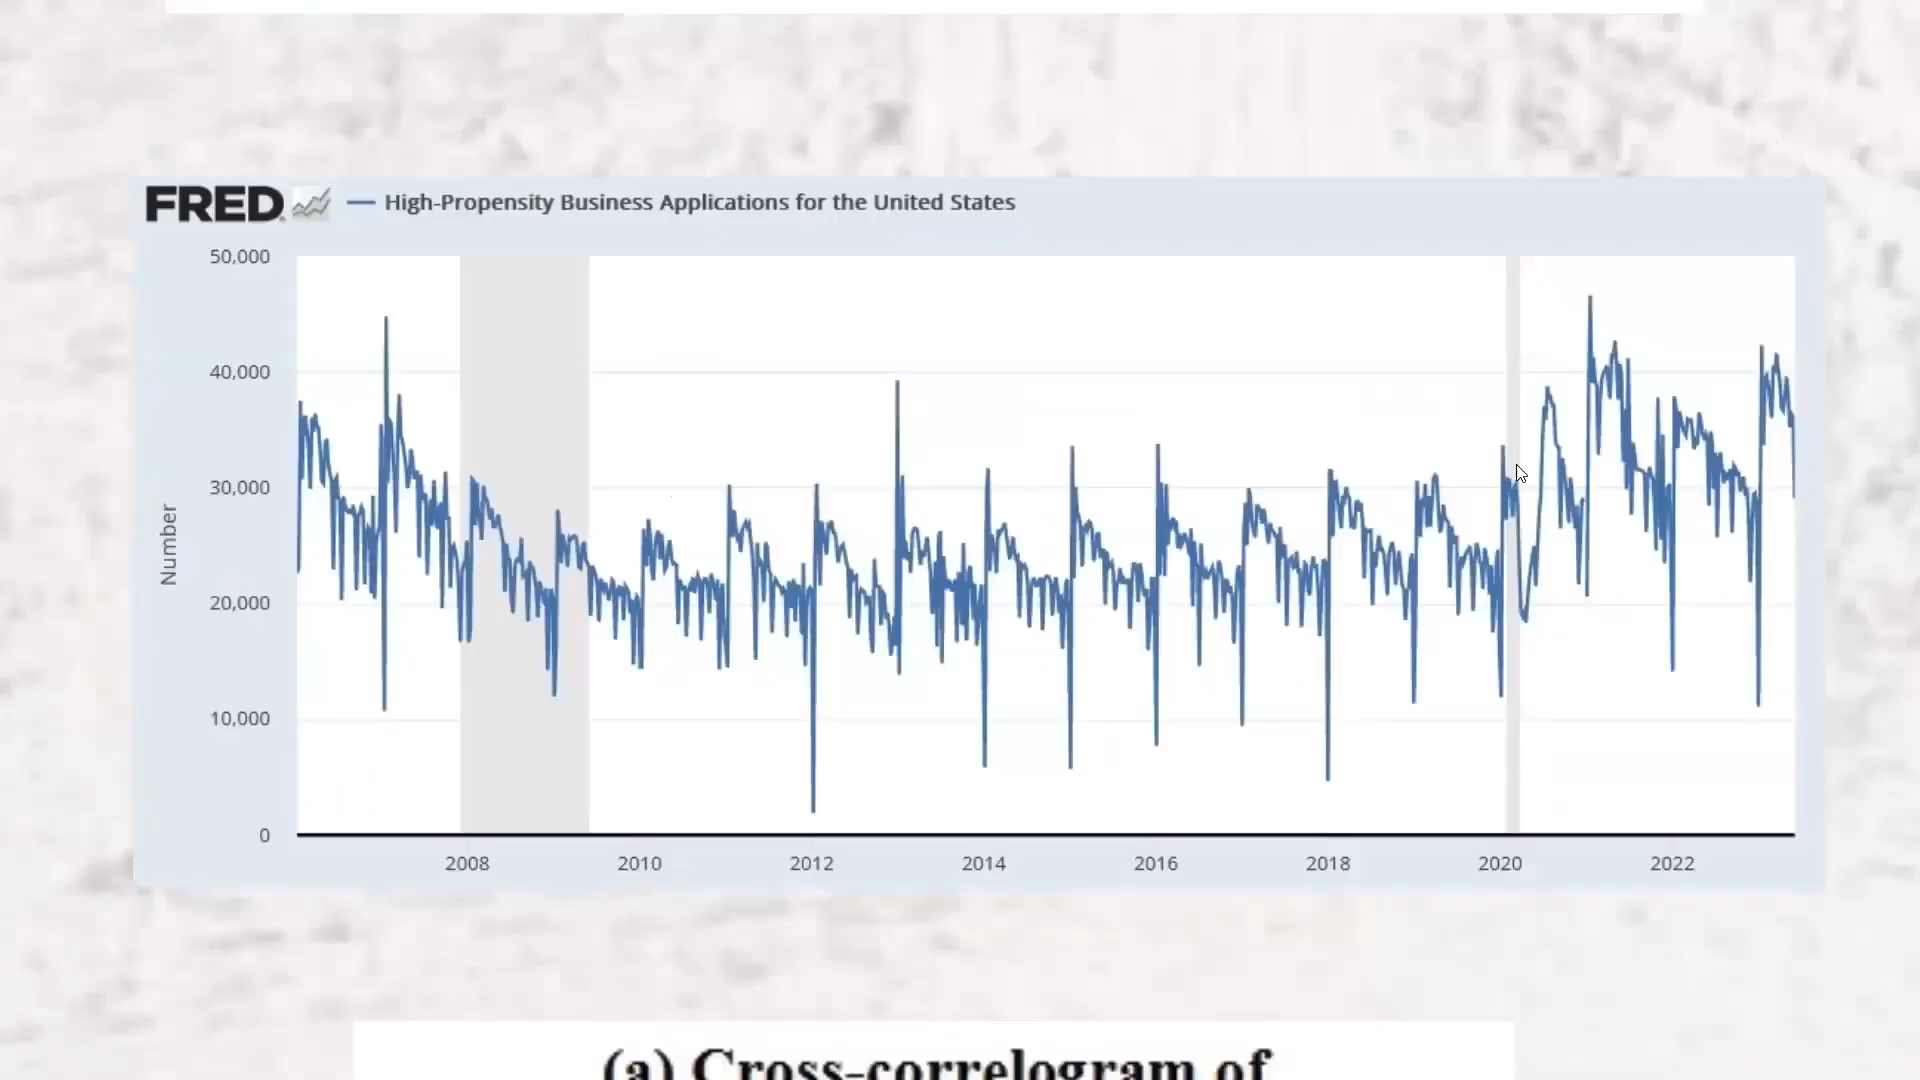 FRED
High-Propensity Business Applications for the United States
50,000
40,000
30,000
20,000
10,000
0
Number
2008 2010 2012 2014 2016 2018 2020 2022
(a) Cross-correlogram of